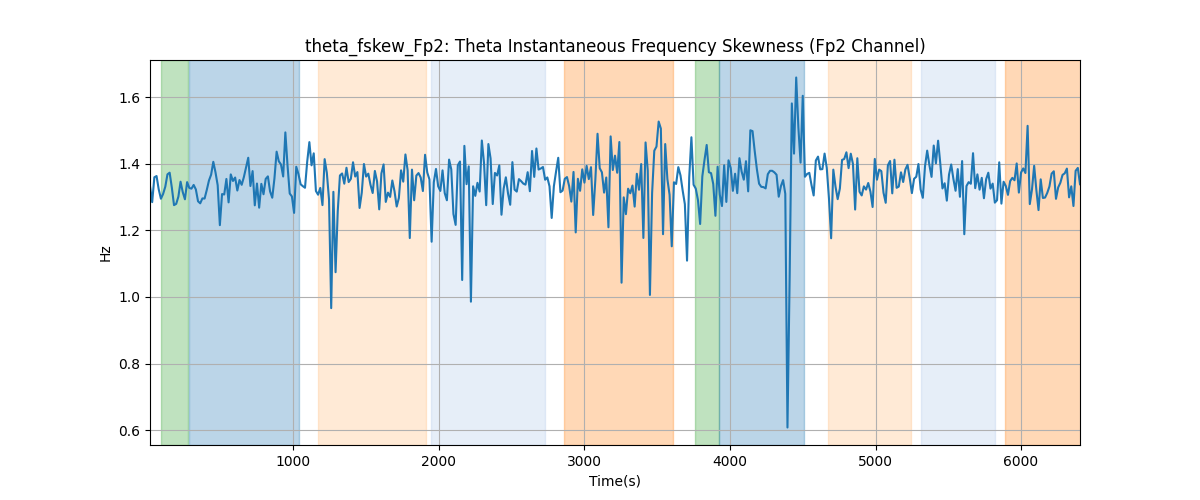 theta_fskew_Fp2: Theta Instantaneous Frequency Skewness (Fp2 Channel)
1.6
1.4
1.2
1.0
0.8
0.6
Hz
1000 2000 3000 4000 5000 6000
Time(s)